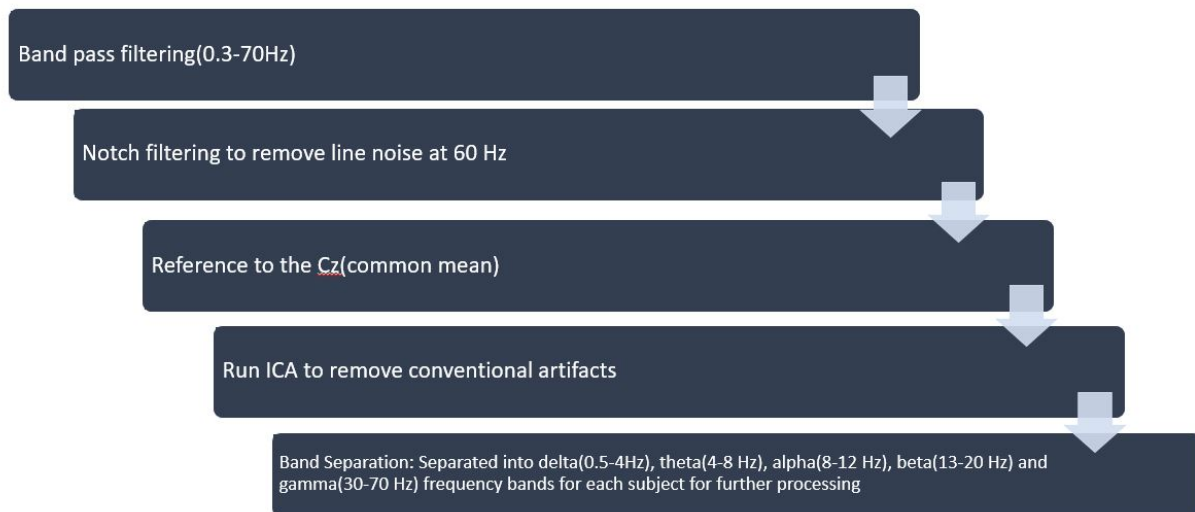 Band pass filtering(0.3-70Hz)
Notch filtering to remove line noise at 60 Hz
Reference to the Cz(common mean)
Run ICA to remove conventional artifacts
Band Separation: Separated into delta(0.5-4Hz), theta(4-8 Hz), alpha(8-12 Hz), beta(13-20 Hz) and
gamma(30-70 Hz) frequency bands for each subject for further processing